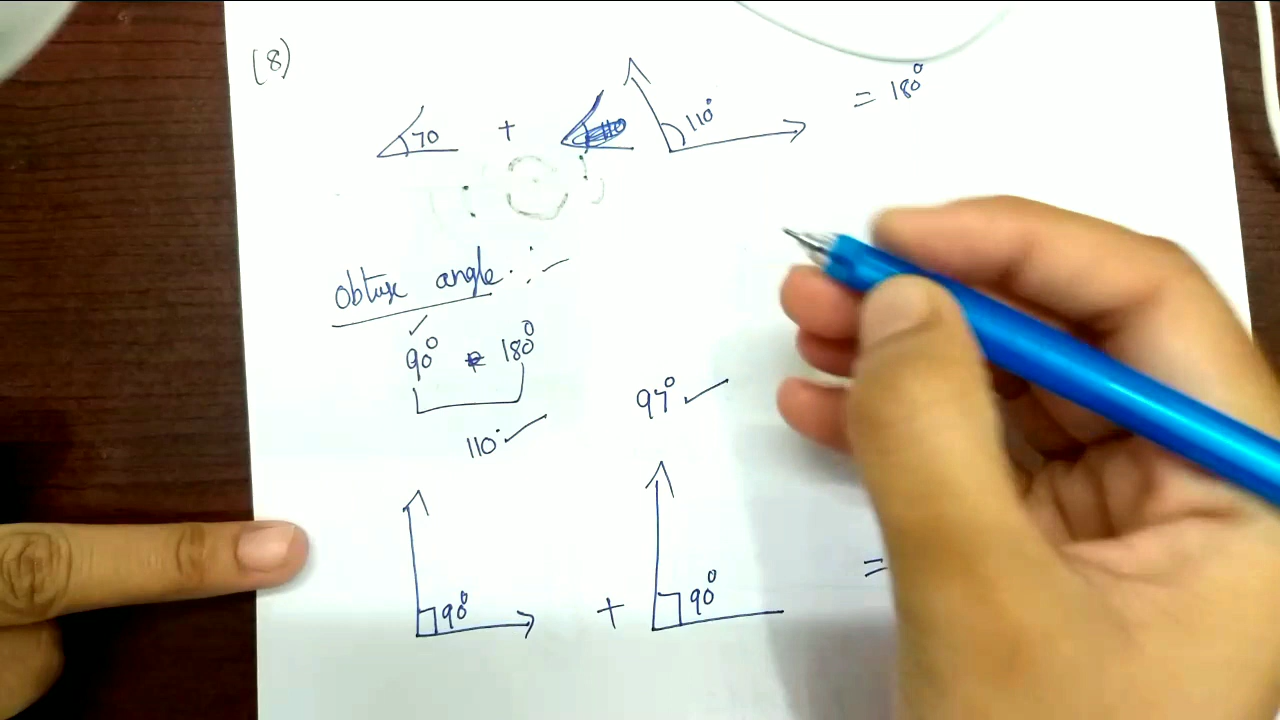 (8)
70 + 110° = 180°
obtuse angle :-
90° 180°
97°
110°
90° + 90° =